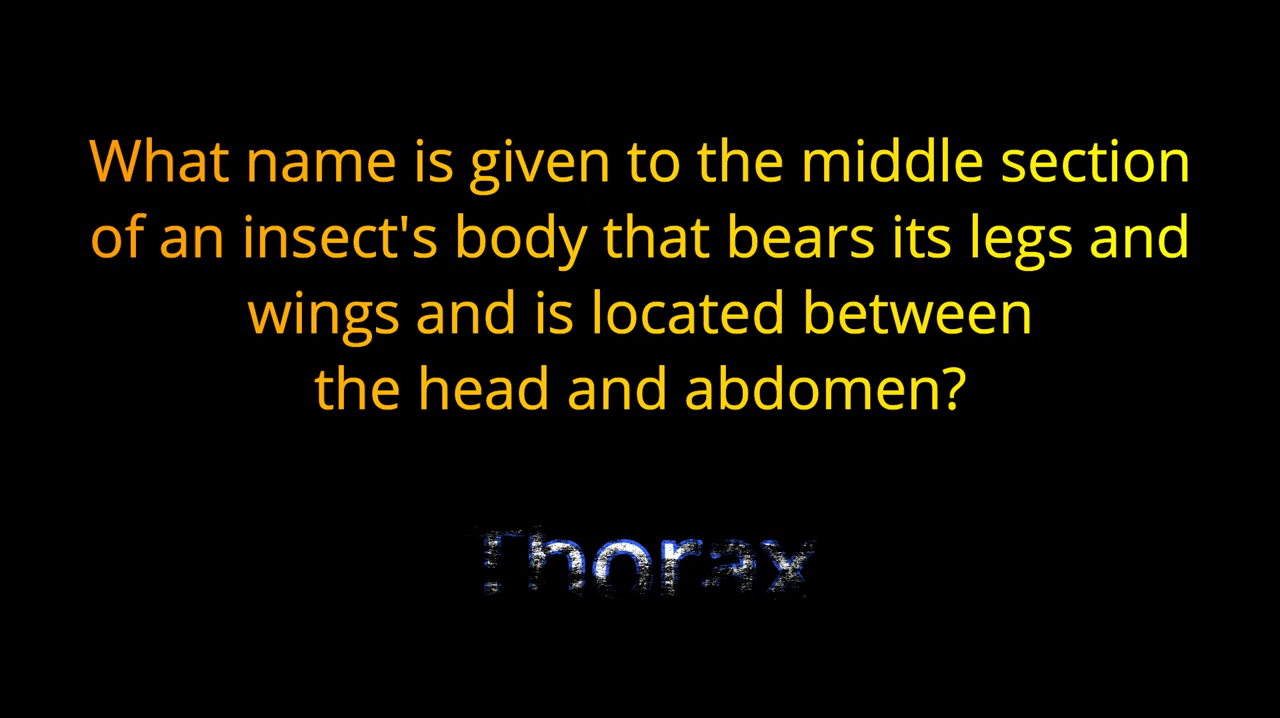 What name is given to the middle section
of an insect's body that bears its legs and
wings and is located between
the head and abdomen?
Thorax